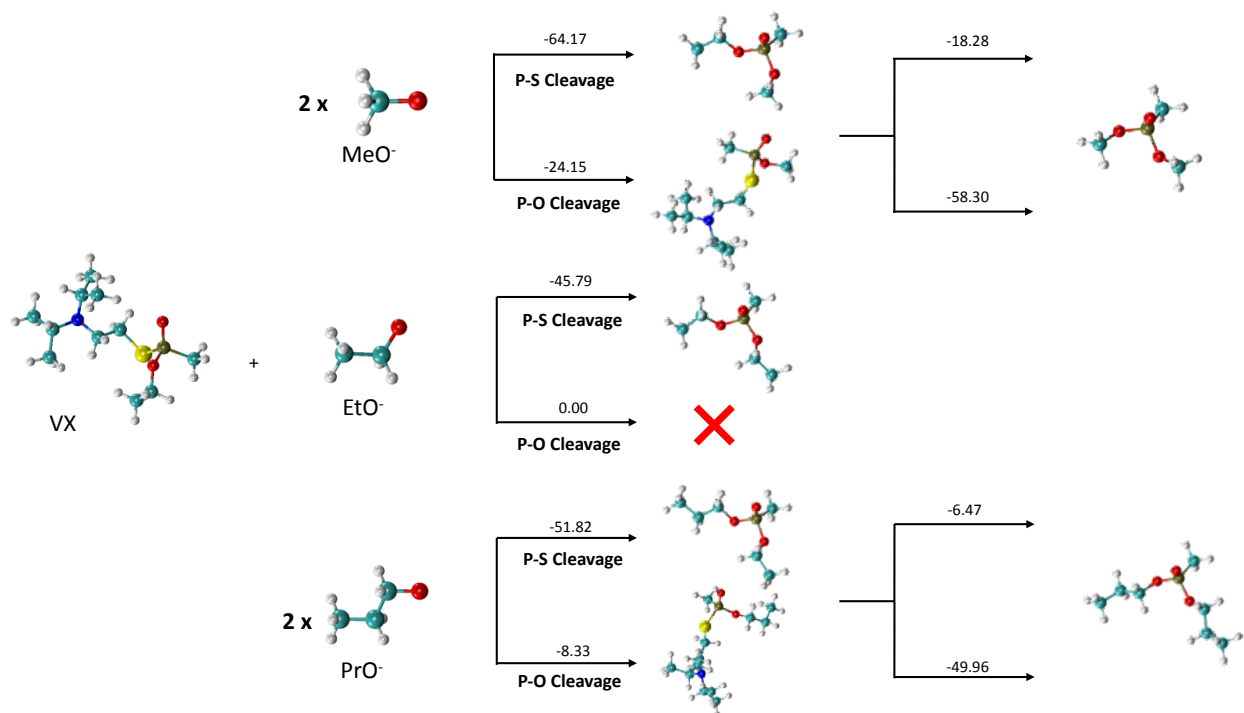 -64.17
-18.28
P-S Cleavage
2 x
MeO-
-24.15
-58.30
P-O Cleavage
-45.79
P-S Cleavage
+
VX
EtO-
0.00
P-O Cleavage
-51.82
-6.47
P-S Cleavage
2 x
-8.33
-49.96
PrO-
P-O Cleavage